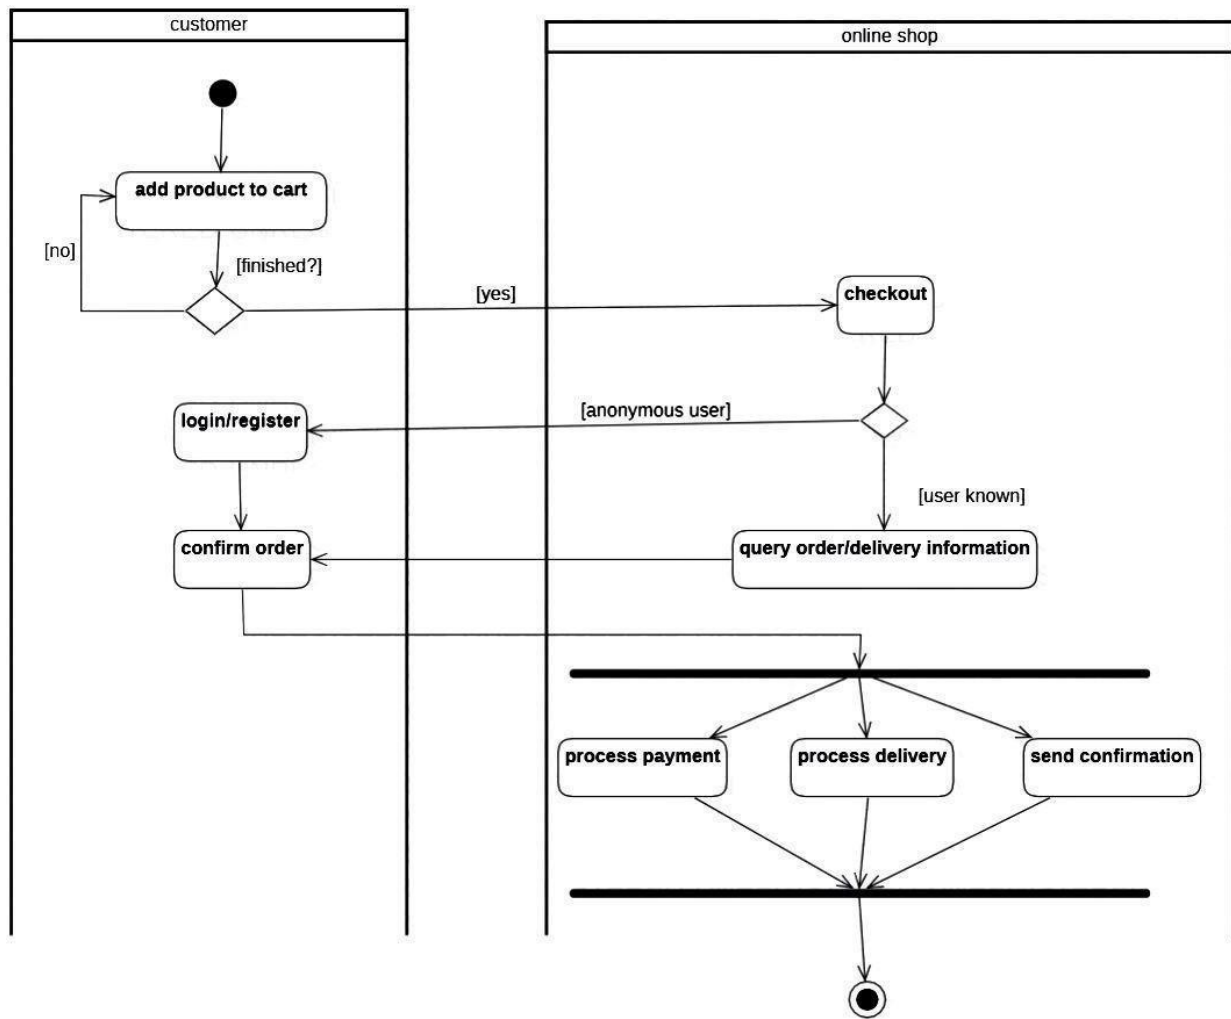 customer
online shop
add product to cart
[no]
[finished?]
[yes]
checkout
[anonymous user]
login/register
[user known]
confirm order
query order/delivery information
process payment
process delivery
send confirmation